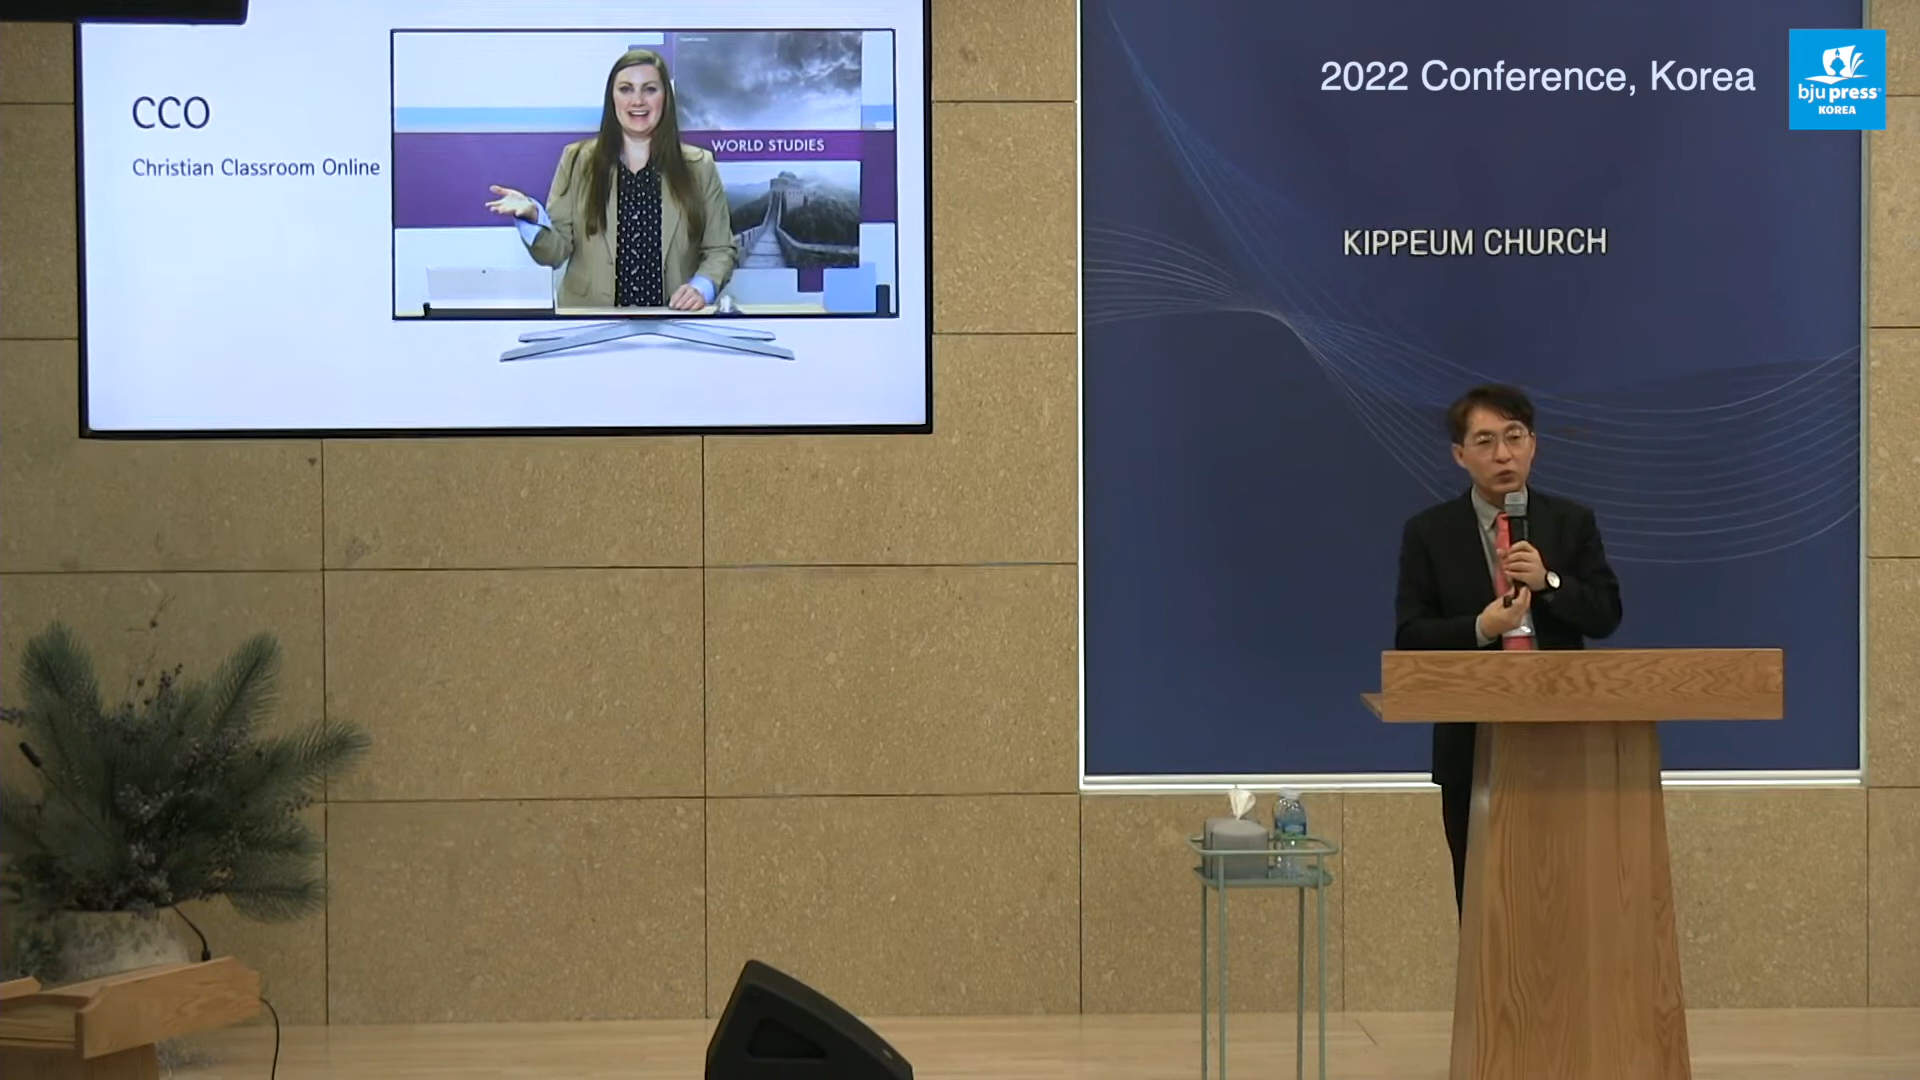 CCO
Christian Classroom Online
WORLD STUDIES
2022 Conference, Korea
bju press
KOREA
KIPPEUM CHURCH